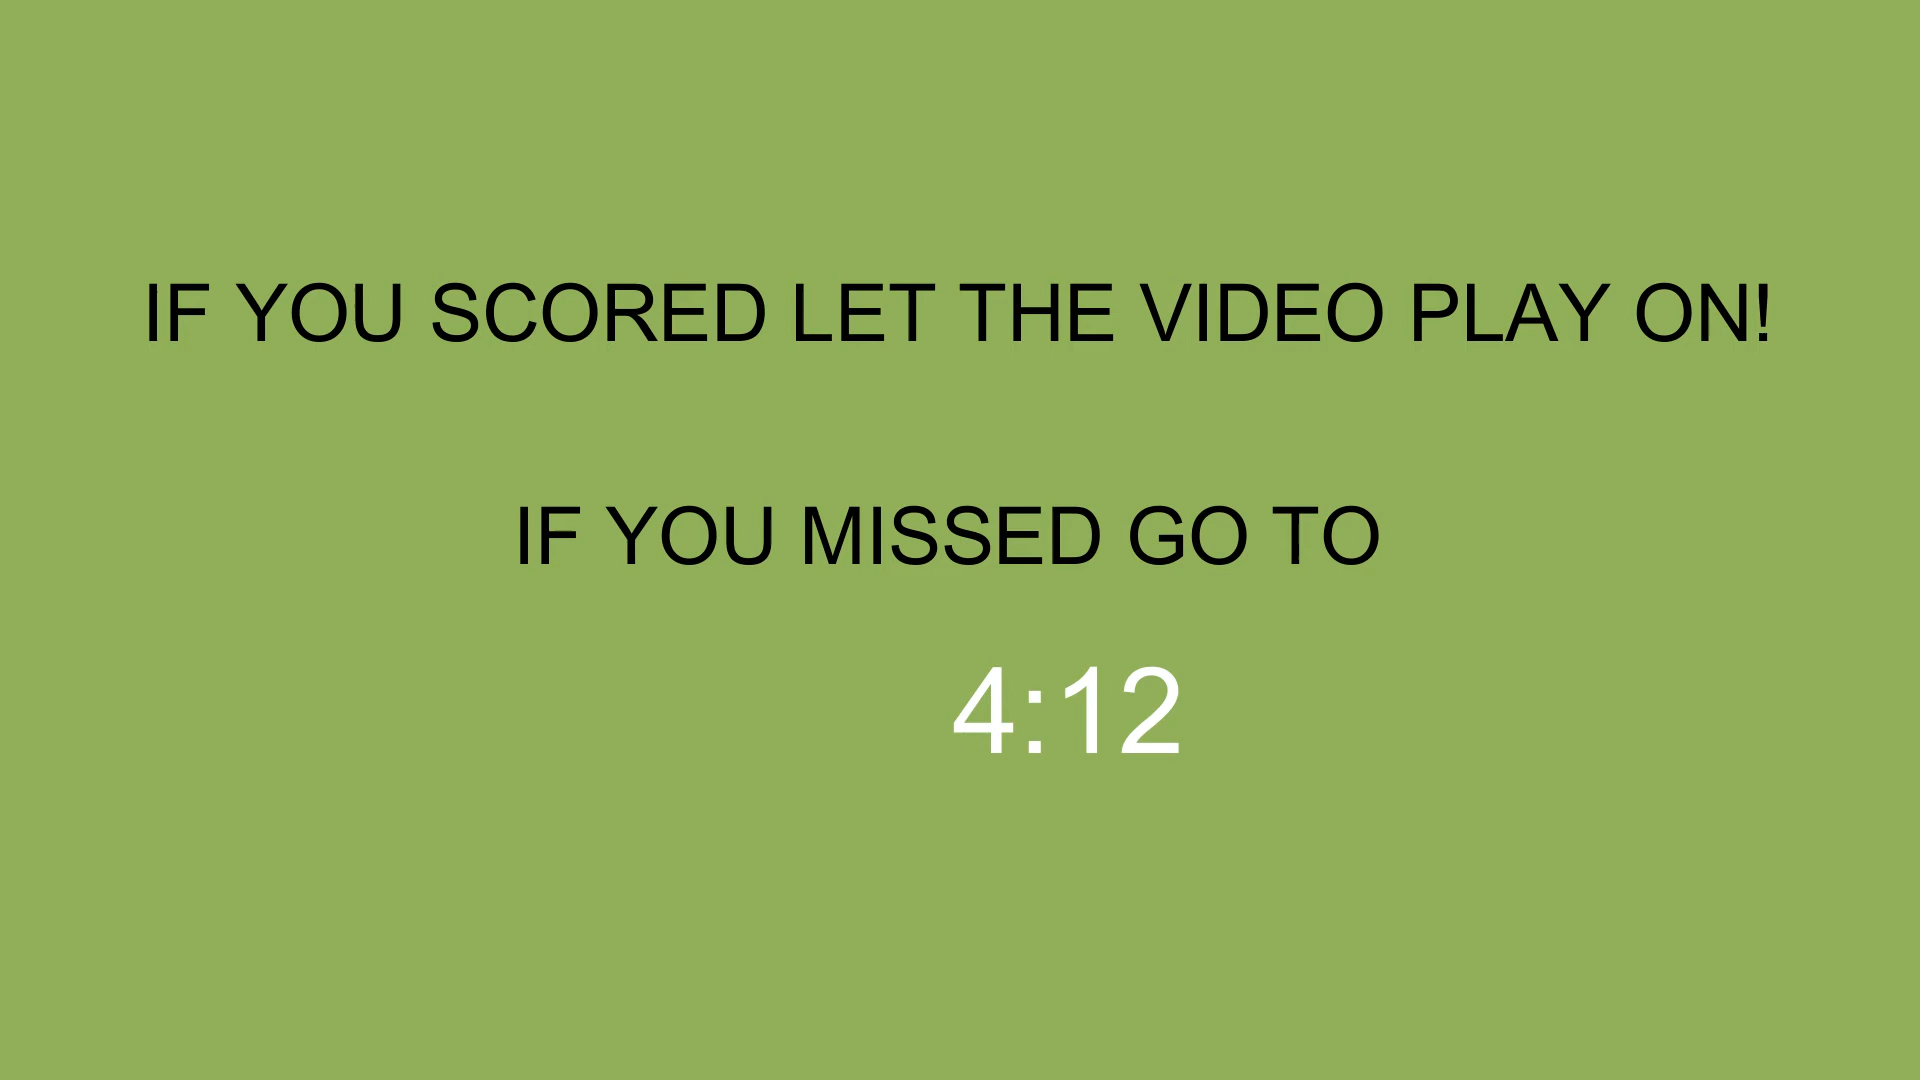 IF YOU SCORED LET THE VIDEO PLAY ON!
IF YOU MISSED GO TO
4:12